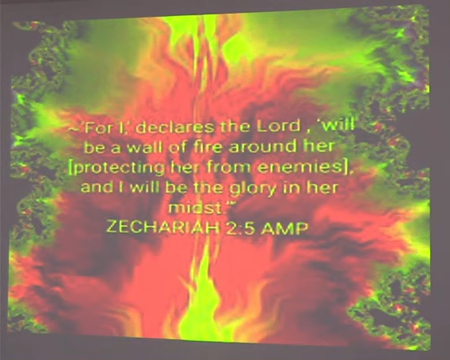 ~'For I,' declares the Lord , 'will
be a wall of fire around her
[protecting her from enemies],
and I will be the glory in her
midst.'"
ZECHARIAH 2:5 AMP